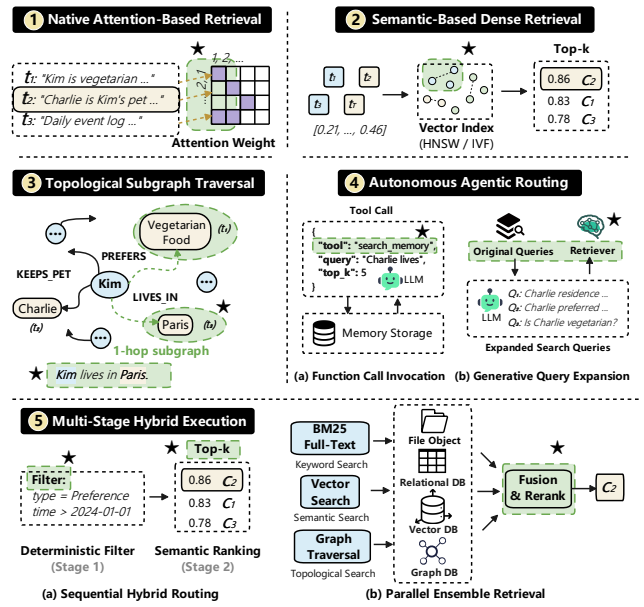 1 Native Attention-Based Retrieval
t₁: "Kim is vegetarian ..."
t₂: "Charlie is Kim's pet ..."
t₃: "Daily event log ..."
1, 2, ...
..., 2, 1
Attention Weight
2 Semantic-Based Dense Retrieval
t₁ t₂
t₃ t₇
[0.21, ..., 0.46]
Vector Index
(HNSW / IVF)
Top-k
0.86 C₂
0.83 C₁
0.78 C₃
3 Topological Subgraph Traversal
Vegetarian
Food
(t₁)
PREFERS
KEEPS_PET
Kim
LIVES_IN
Charlie
(t₂)
Paris
1-hop subgraph
Kim lives in Paris.
4 Autonomous Agentic Routing
Tool Call
{
"tool": "search_memory",
"query": "Charlie lives",
"top_k": 5
}
LLM
Memory Storage
(a) Function Call Invocation
Original Queries
Retriever
LLM
Q₁: Charlie residence ...
Q₂: Charlie preferred ...
Q₃: Is Charlie vegetarian?
Expanded Search Queries
(b) Generative Query Expansion
5 Multi-Stage Hybrid Execution
Filter:
type = Preference
time > 2024-01-01
Deterministic Filter
(Stage 1)
Top-k
0.86 C₂
0.83 C₁
0.78 C₃
Semantic Ranking
(Stage 2)
(a) Sequential Hybrid Routing
BM25
Full-Text
Keyword Search
Vector
Search
Semantic Search
Graph
Traversal
Topological Search
File Object
Relational DB
Vector DB
Graph DB
Fusion
& Rerank
C₂
(b) Parallel Ensemble Retrieval